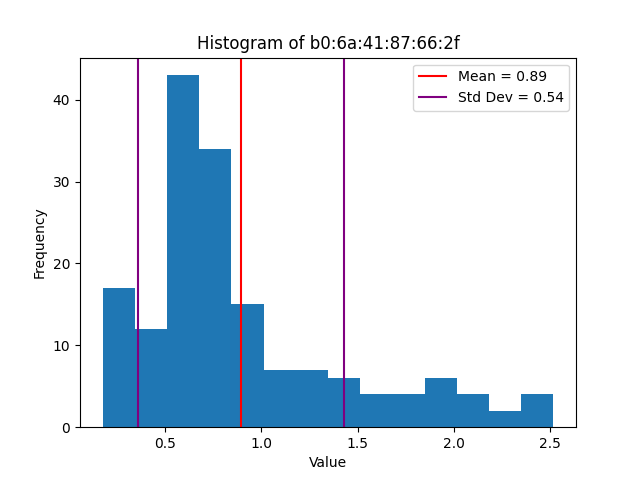 Histogram of b0:6a:41:87:66:2f
Mean = 0.89
Std Dev = 0.54
Frequency
40
30
20
10
0
0.5 1.0 1.5 2.0 2.5
Value